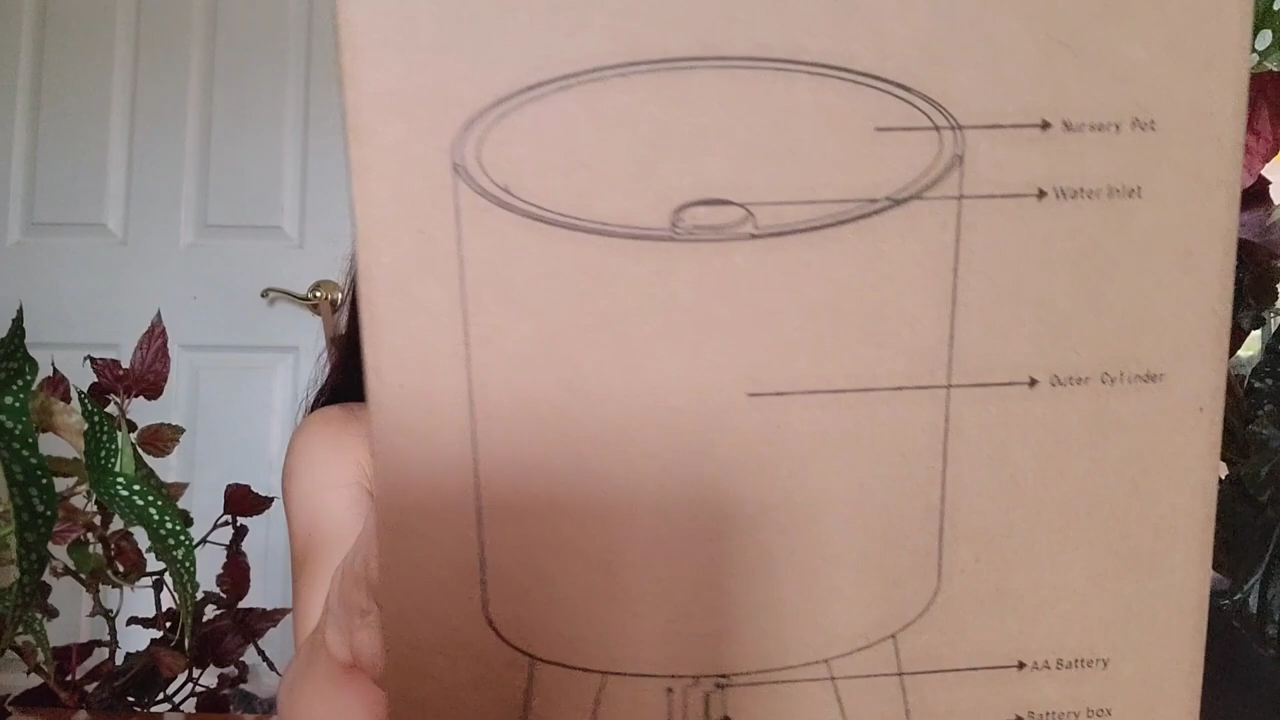 Nursery Pot
Water Inlet
Outer Cylinder
AA Battery
Battery box